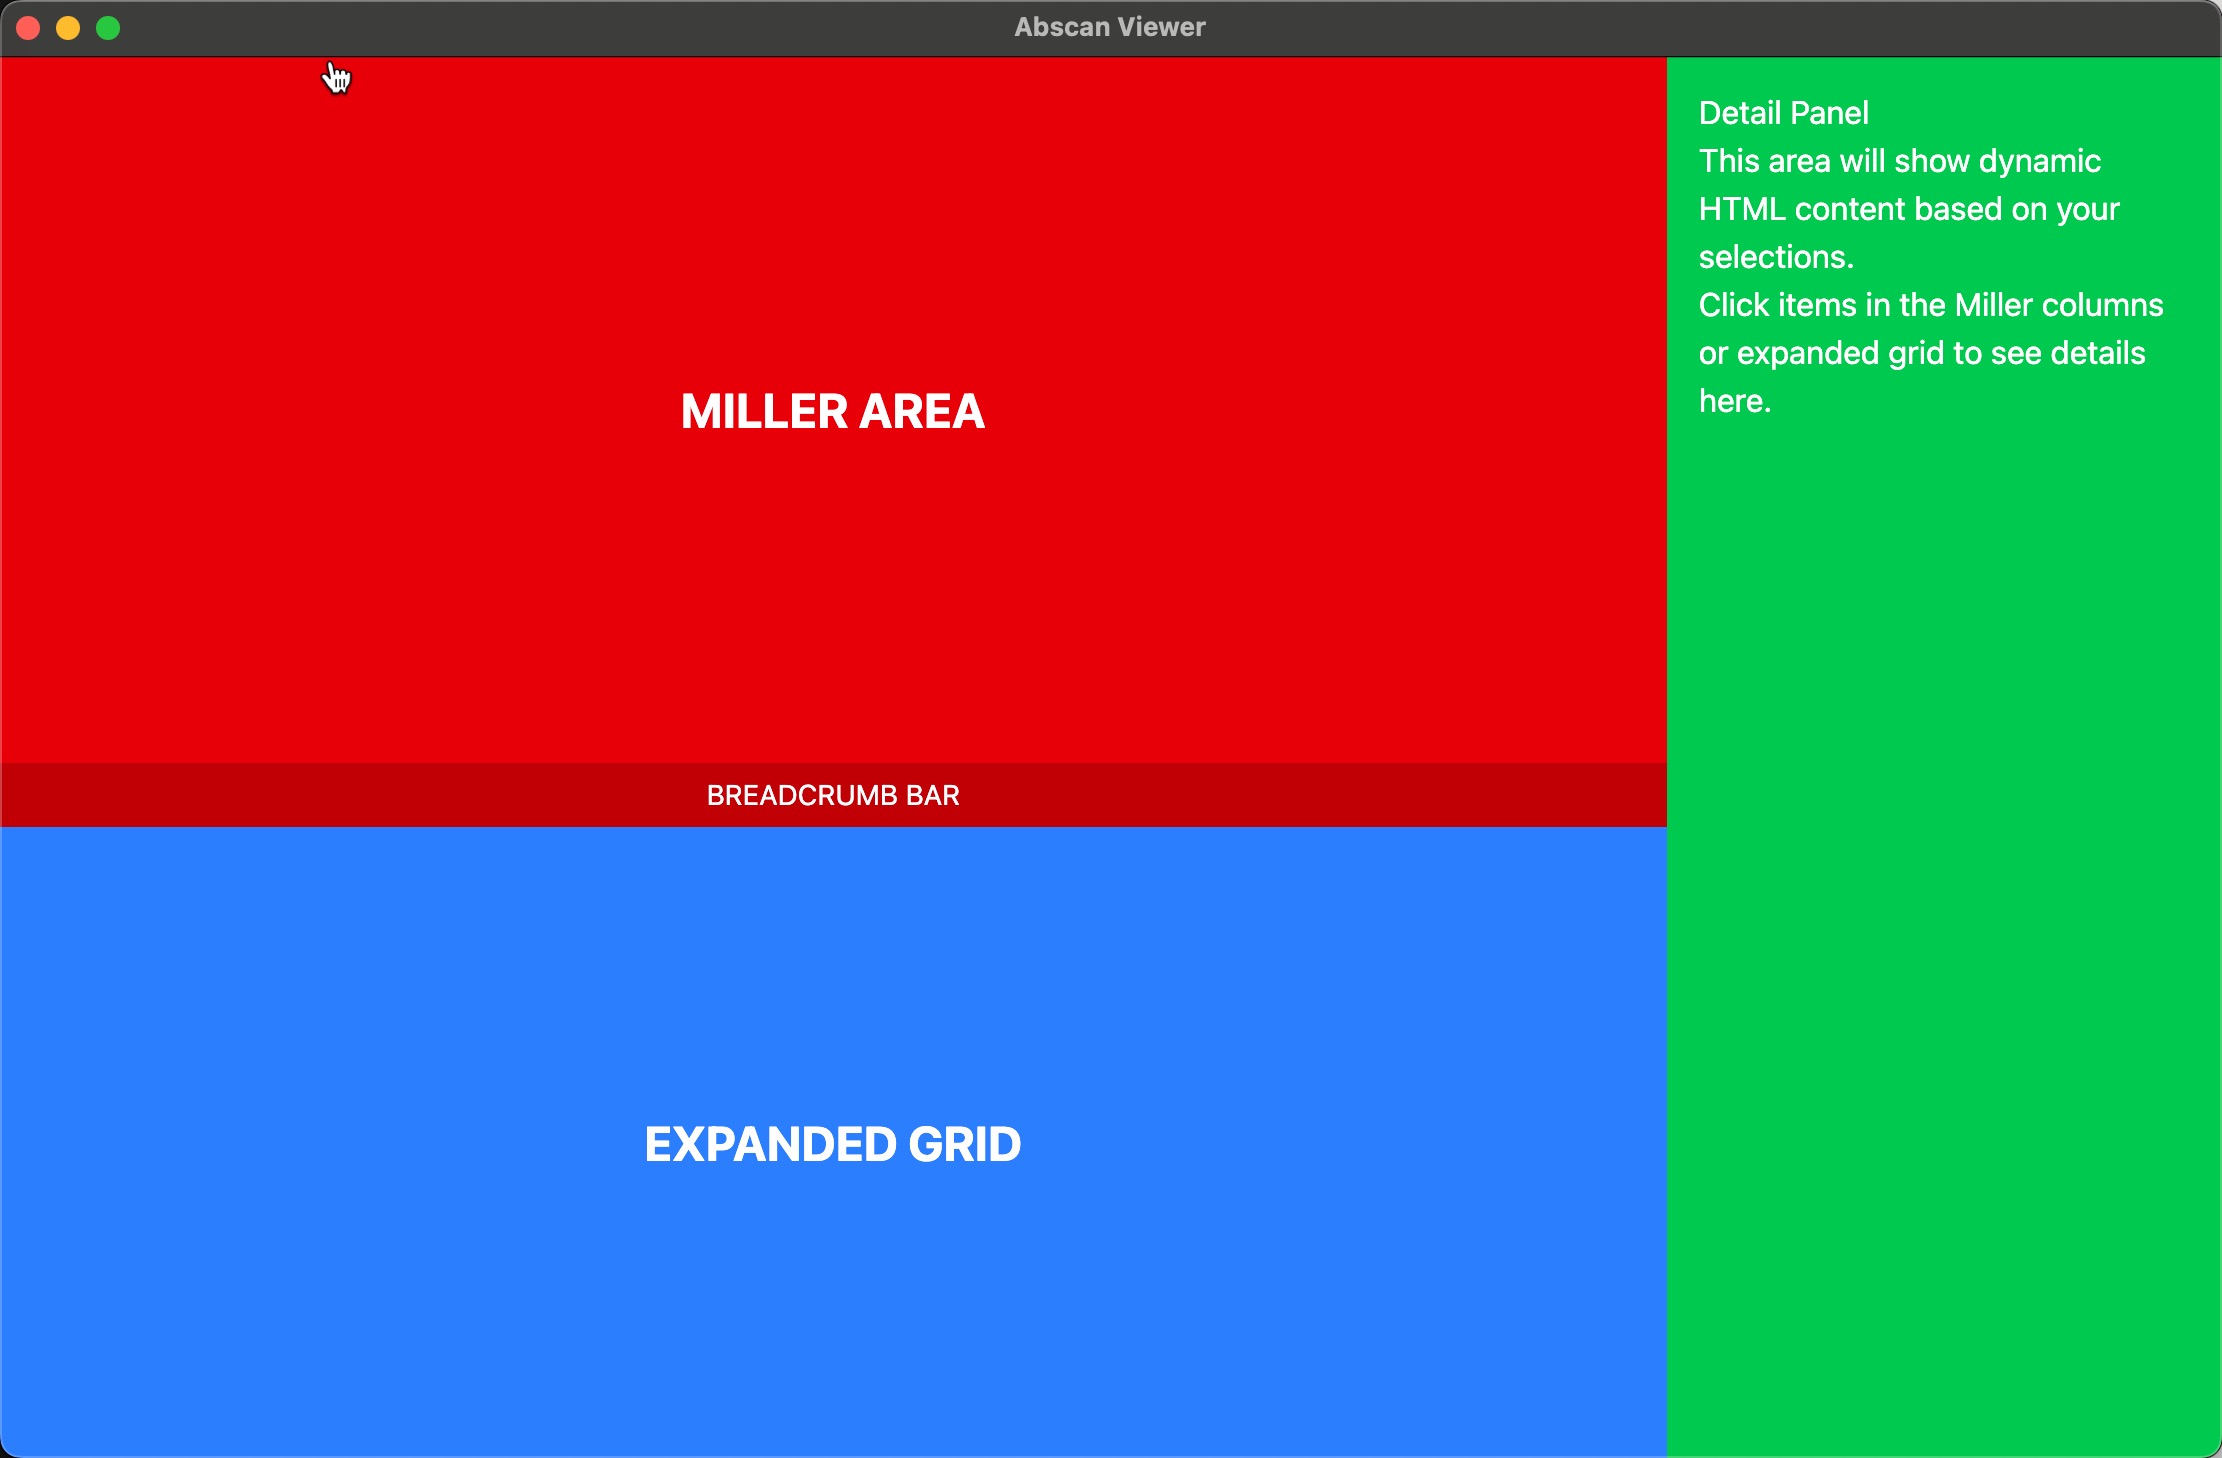 Abscan Viewer
MILLER AREA
BREADCRUMB BAR
EXPANDED GRID
Detail Panel
This area will show dynamic
HTML content based on your
selections.
Click items in the Miller columns
or expanded grid to see details
here.